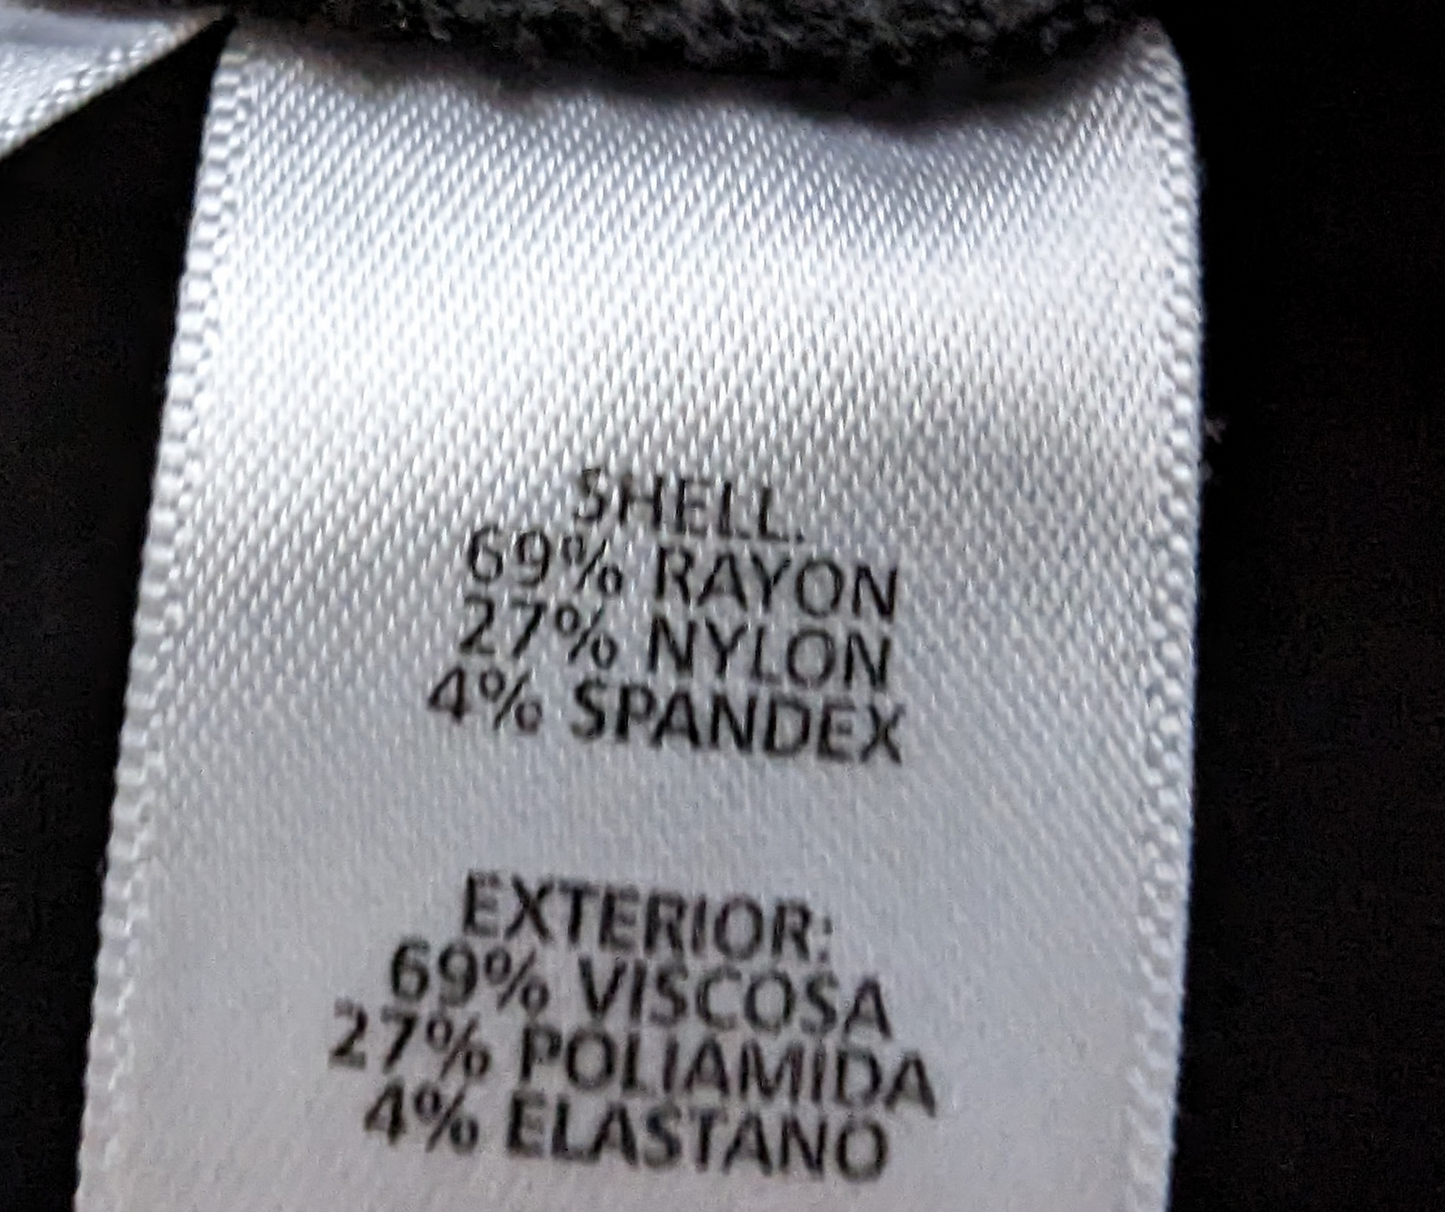 SHELL.
69% RAYON
27% NYLON
4% SPANDEX
EXTERIOR:
69% VISCOSA
27% POLIAMIDA
4% ELASTANO